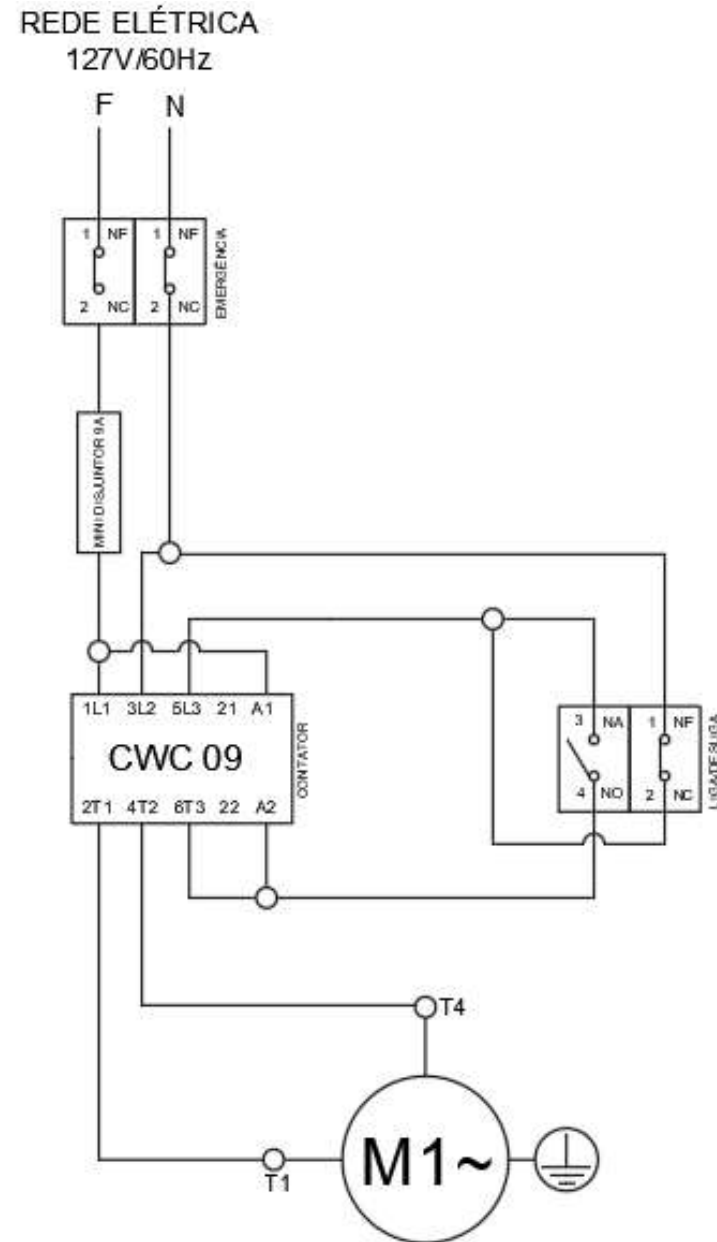 REDE ELÉTRICA
127V/60Hz
F N
1 NF 1 NF
2 NC 2 NC
EMERGÊNCIA
MINIDISJUNTOR 9A
1L1 3L2 5L3 21 A1
CWC 09
2T1 4T2 6T3 22 A2
CONTATOR
3 NA 1 NF
4 NO 2 NC
LIGA/DESLIGA
T4
M1~
T1